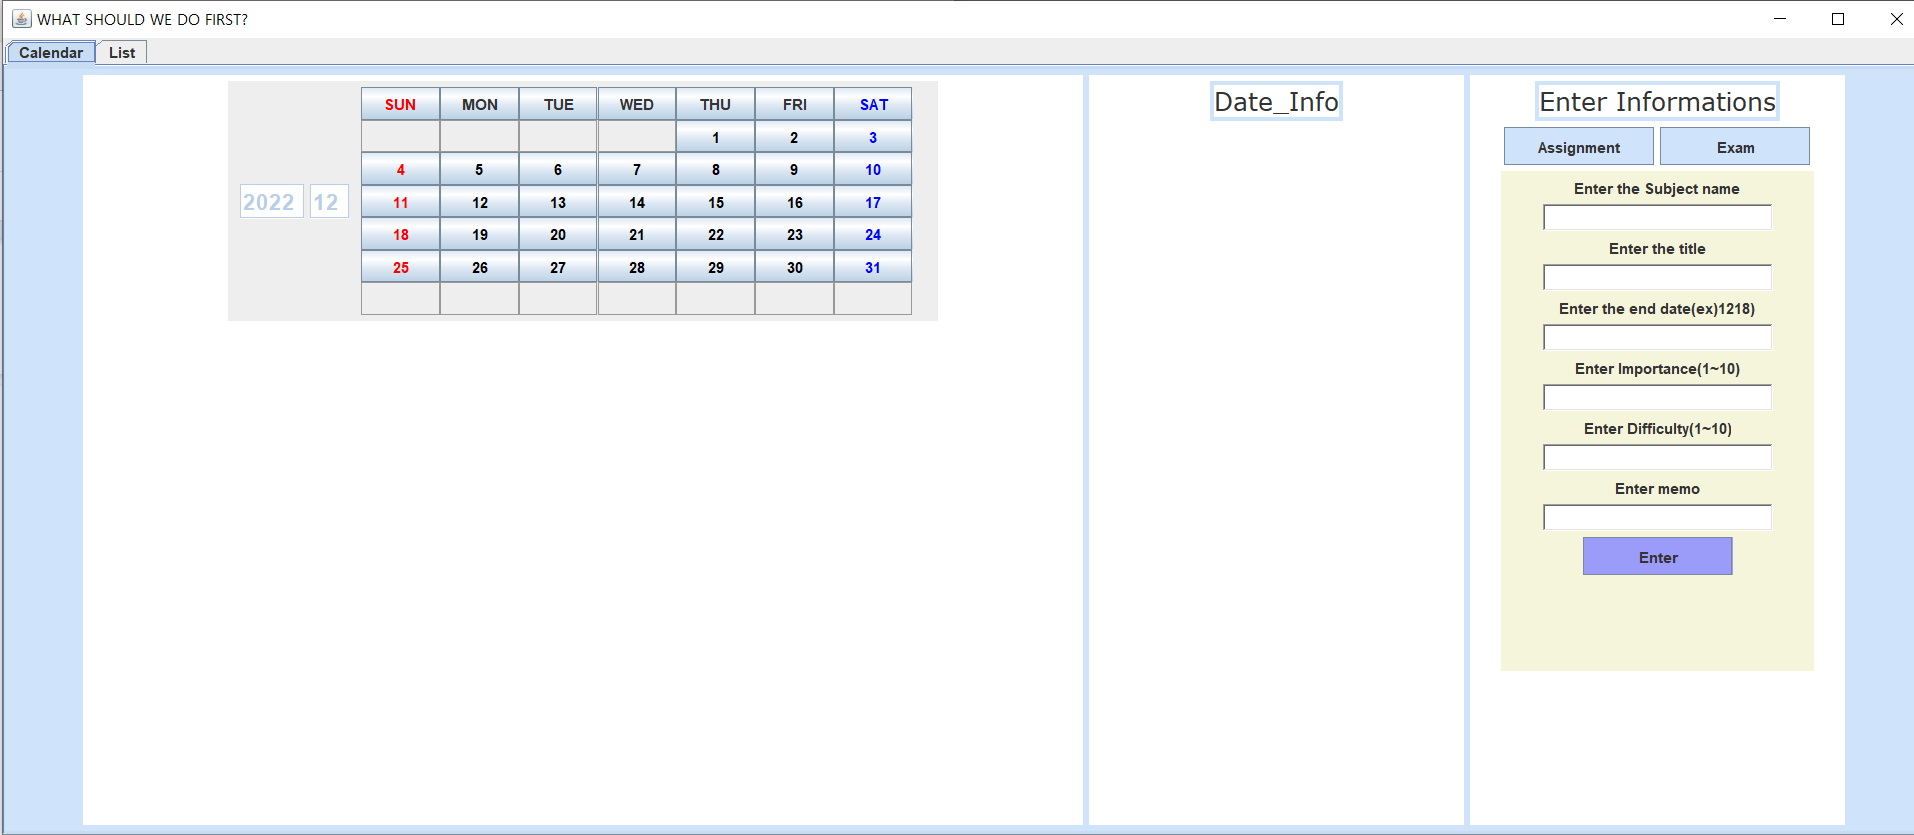 WHAT SHOULD WE DO FIRST?
Calendar List
2022 12
SUN MON TUE WED THU FRI SAT
1 2 3
4 5 6 7 8 9 10
11 12 13 14 15 16 17
18 19 20 21 22 23 24
25 26 27 28 29 30 31
Date_Info
Enter Informations
Assignment Exam
Enter the Subject name
Enter the title
Enter the end date(ex)1218)
Enter Importance(1~10)
Enter Difficulty(1~10)
Enter memo
Enter